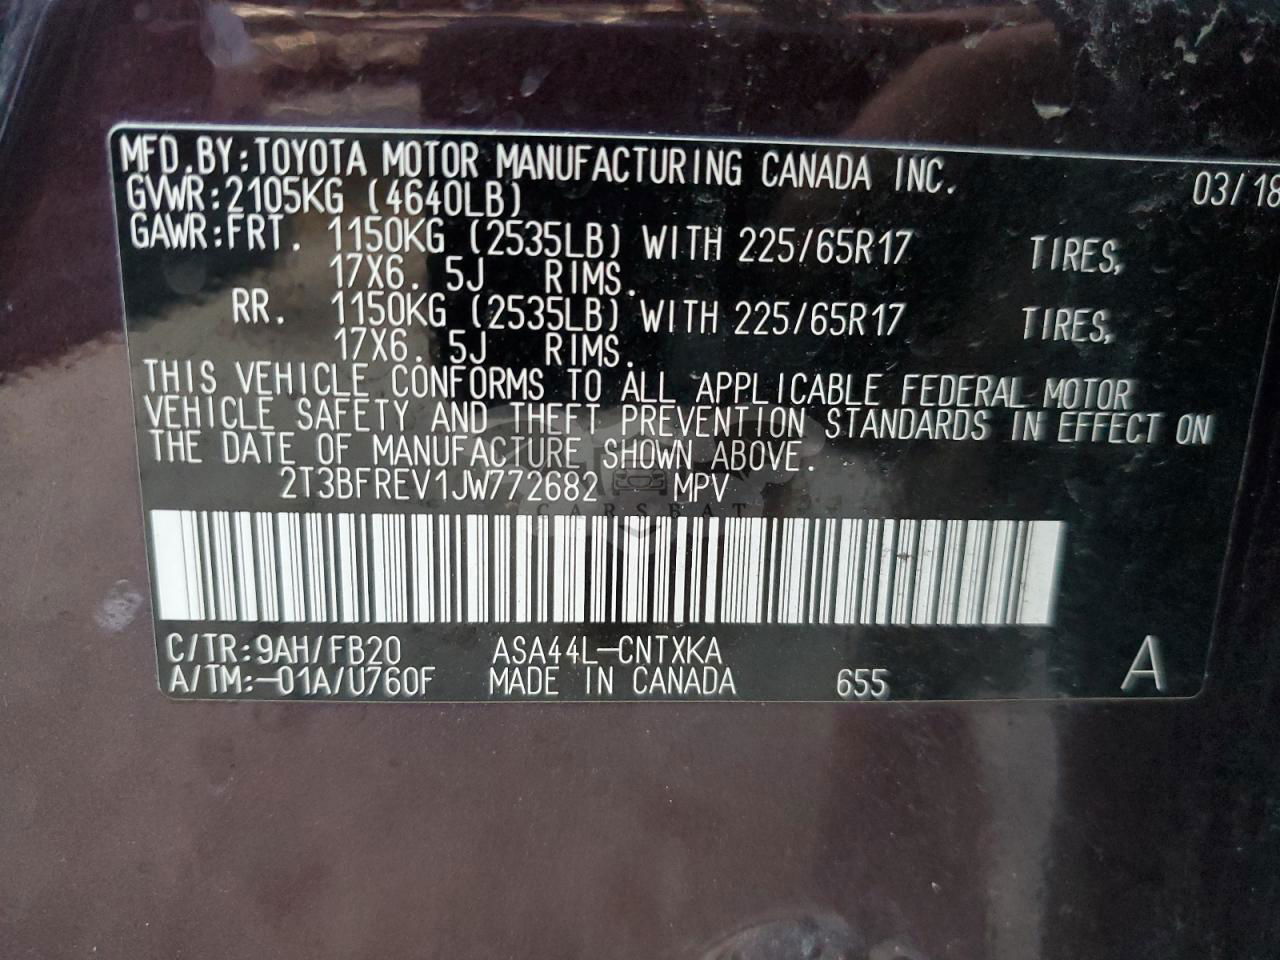 MFD.BY:TOYOTA MOTOR MANUFACTURING CANADA INC. 03/18
GVWR:2105KG (4640LB)
GAWR:FRT. 1150KG (2535LB) WITH 225/65R17 TIRES,
17X6. 5J RIMS.
RR. 1150KG (2535LB) WITH 225/65R17 TIRES,
17X6. 5J RIMS.
THIS VEHICLE CONFORMS TO ALL APPLICABLE FEDERAL MOTOR
VEHICLE SAFETY AND THEFT PREVENTION STANDARDS IN EFFECT ON
THE DATE OF MANUFACTURE SHOWN ABOVE.
2T3BFREV1JW772682 MPV
CARSBAT
C/TR:9AH/FB20 ASA44L-CNTXKA A
A/TM:-01A/U760F MADE IN CANADA 655